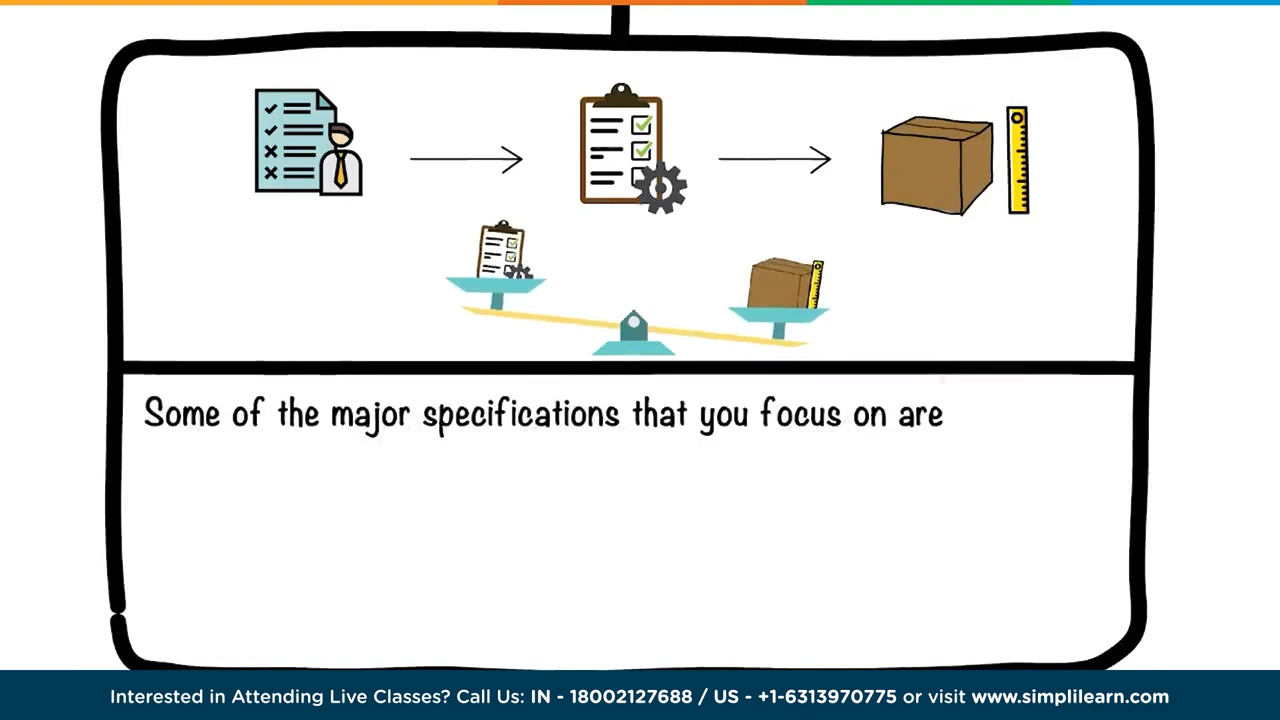 Some of the major specifications that you focus on are
Interested in Attending Live Classes? Call Us: IN - 18002127688 / US - +1-6313970775 or visit www.simplilearn.com